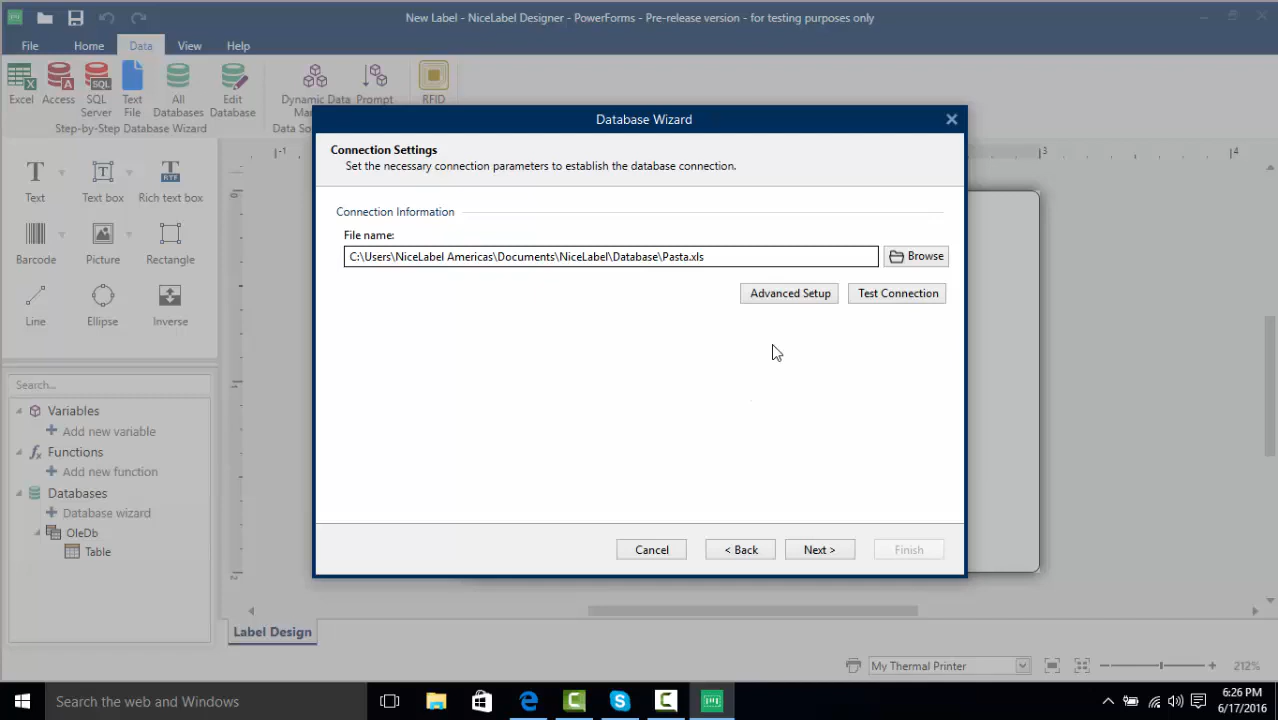 New Label - NiceLabel Designer - PowerForms - Pre-release version - for testing purposes only
File Home Data View Help
Excel Access SQL Server Text File All Databases Edit Database Dynamic Data Prompt RFID
Step-by-Step Database Wizard
Database Wizard
Connection Settings
Set the necessary connection parameters to establish the database connection.
Connection Information
File name:
C:\Users\NiceLabel Americas\Documents\NiceLabel\Database\Pasta.xls
Browse
Advanced Setup Test Connection
Cancel < Back Next > Finish
Text Text box Rich text box
Barcode Picture Rectangle
Line Ellipse Inverse
Search...
Variables
Add new variable
Functions
Add new function
Databases
Database wizard
OleDb
Table
Label Design
My Thermal Printer 212%
Search the web and Windows
6:26 PM
6/17/2016